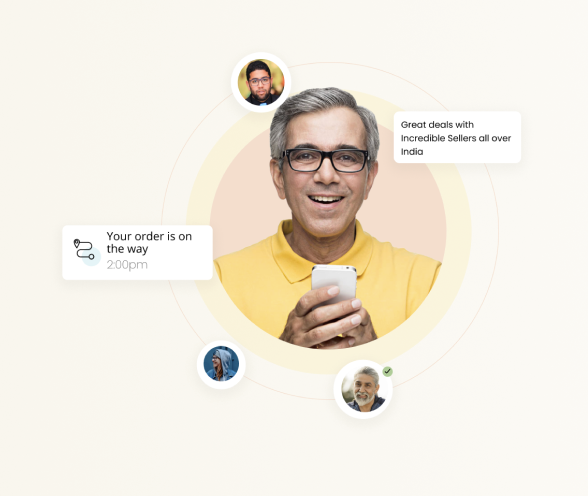 Great deals with
Incredible Sellers all over
India
Your order is on
the way
2:00pm